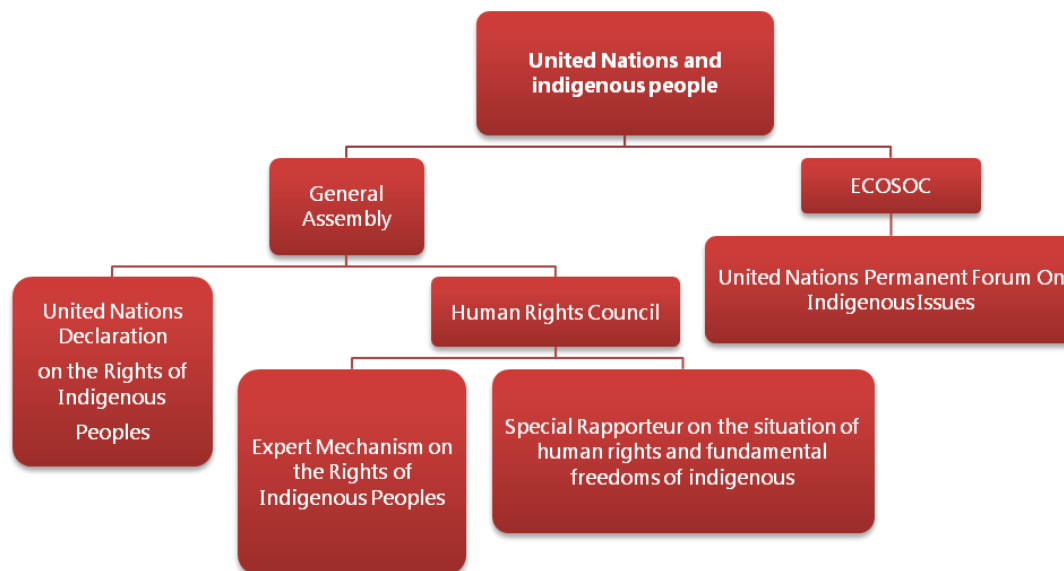 United Nations and
indigenous people
General
Assembly
ECOSOC
United Nations
Declaration
on the Rights of
Indigenous
Peoples
Human Rights Council
United Nations Permanent Forum On
Indigenous Issues
Expert Mechanism on
the Rights of
Indigenous Peoples
Special Rapporteur on the situation of
human rights and fundamental
freedoms of indigenous